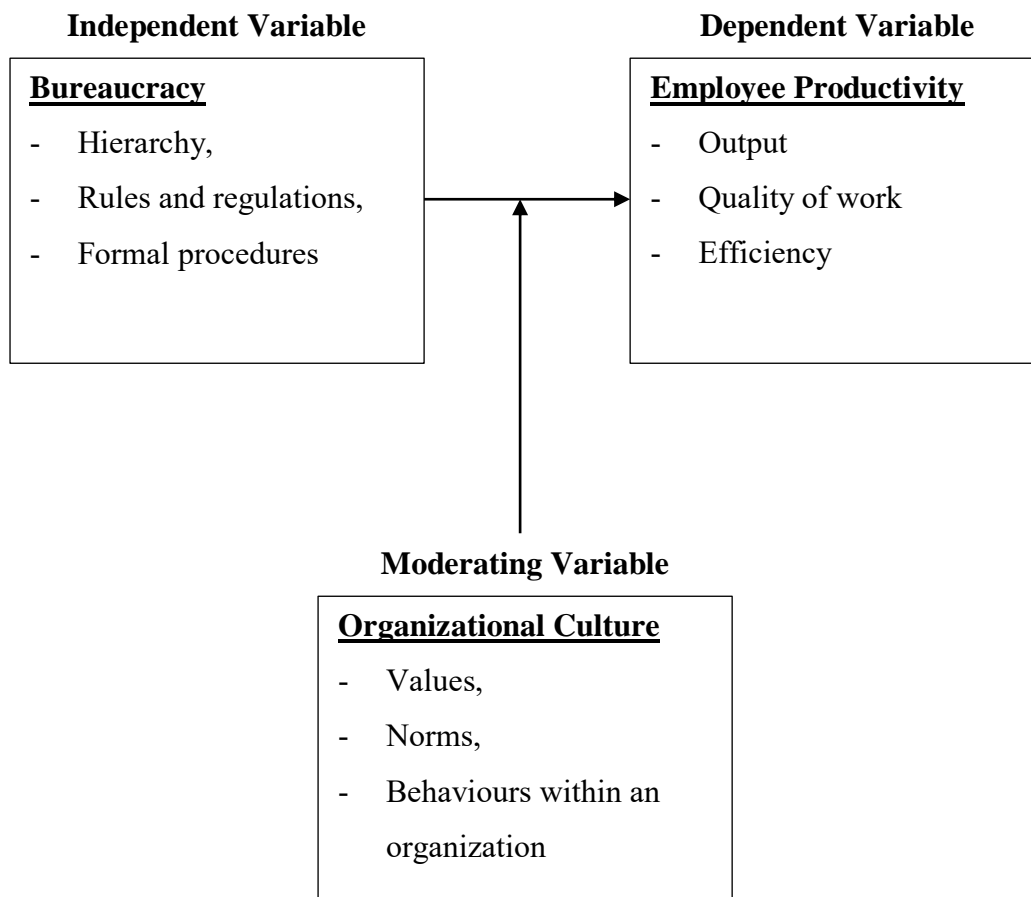 Independent Variable
Bureaucracy
- Hierarchy,
- Rules and regulations,
- Formal procedures
Dependent Variable
Employee Productivity
- Output
- Quality of work
- Efficiency
Moderating Variable
Organizational Culture
- Values,
- Norms,
- Behaviours within an
organization